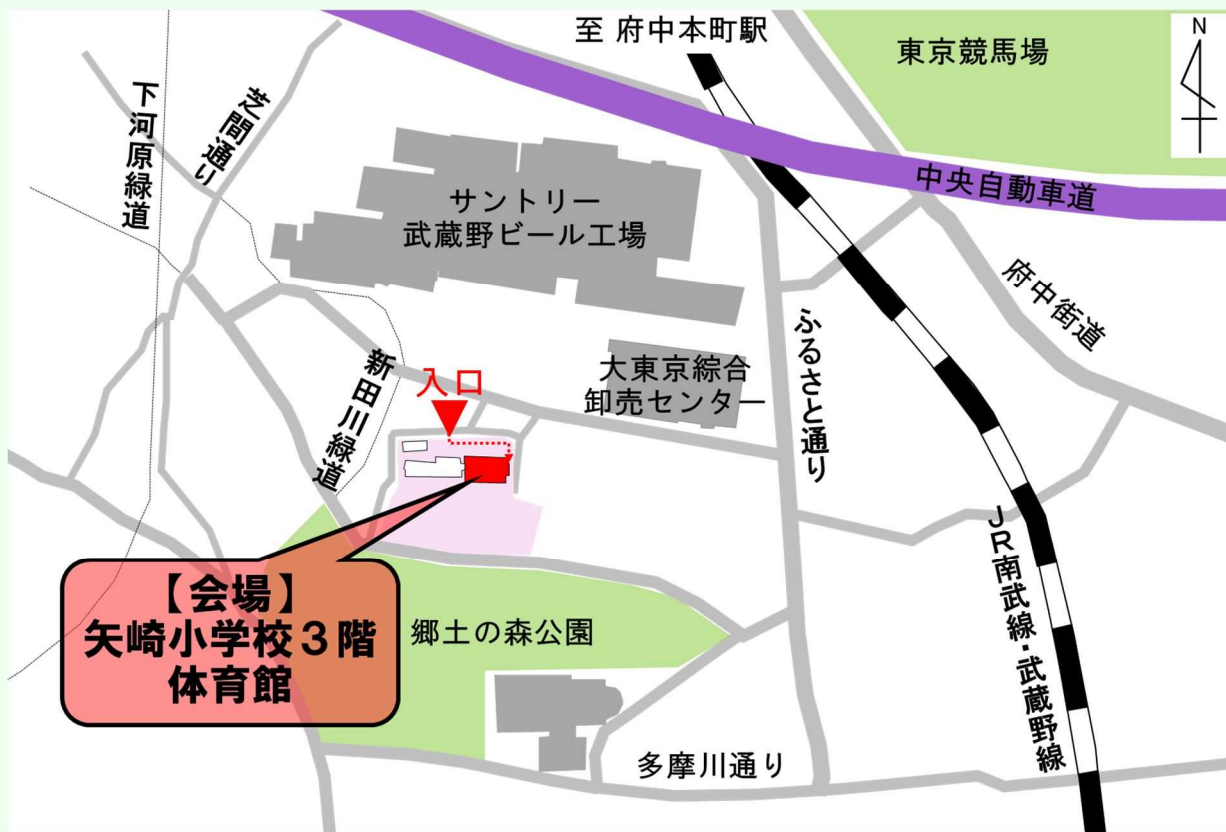 至 府中本町駅
東京競馬場
N
下河原緑道
芝間通り
中央自動車道
サントリー
武蔵野ビール工場
府中街道
ふるさと通り
新田川緑道
大東京綜合
卸売センター
入口
JR南武線・武蔵野線
【会場】
矢崎小学校３階
体育館
郷土の森公園
多摩川通り